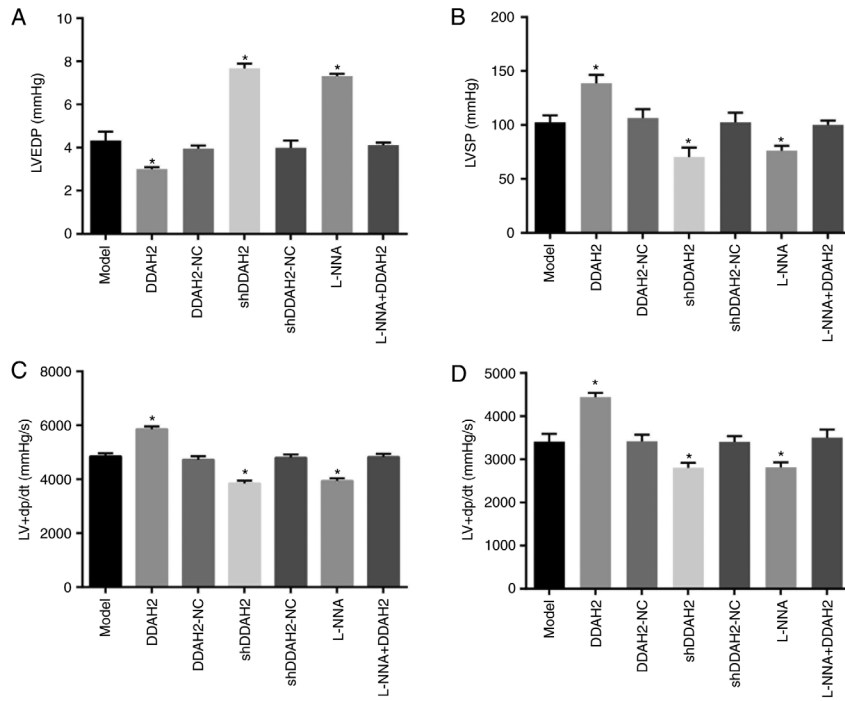 A
LVEDP (mmHg)
10
8
6
4
2
0
*
*
*
Model
DDAH2
DDAH2-NC
shDDAH2
shDDAH2-NC
L-NNA
L-NNA+DDAH2
B
LVSP (mmHg)
200
150
100
50
0
*
*
*
Model
DDAH2
DDAH2-NC
shDDAH2
shDDAH2-NC
L-NNA
L-NNA+DDAH2
C
LV+dp/dt (mmHg/s)
8000
6000
4000
2000
0
*
*
*
Model
DDAH2
DDAH2-NC
shDDAH2
shDDAH2-NC
L-NNA
L-NNA+DDAH2
D
LV+dp/dt (mmHg/s)
5000
4000
3000
2000
1000
0
*
*
*
Model
DDAH2
DDAH2-NC
shDDAH2
shDDAH2-NC
L-NNA
L-NNA+DDAH2